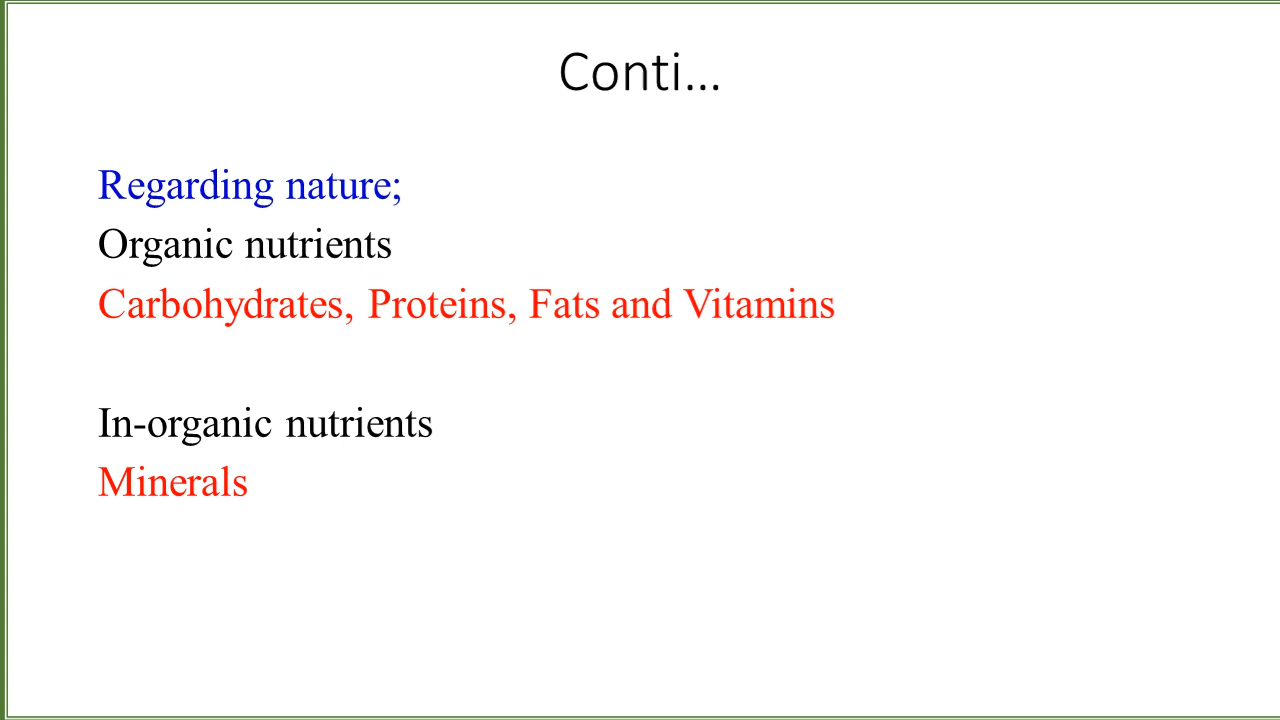 Conti...
Regarding nature;
Organic nutrients
Carbohydrates, Proteins, Fats and Vitamins
In-organic nutrients
Minerals